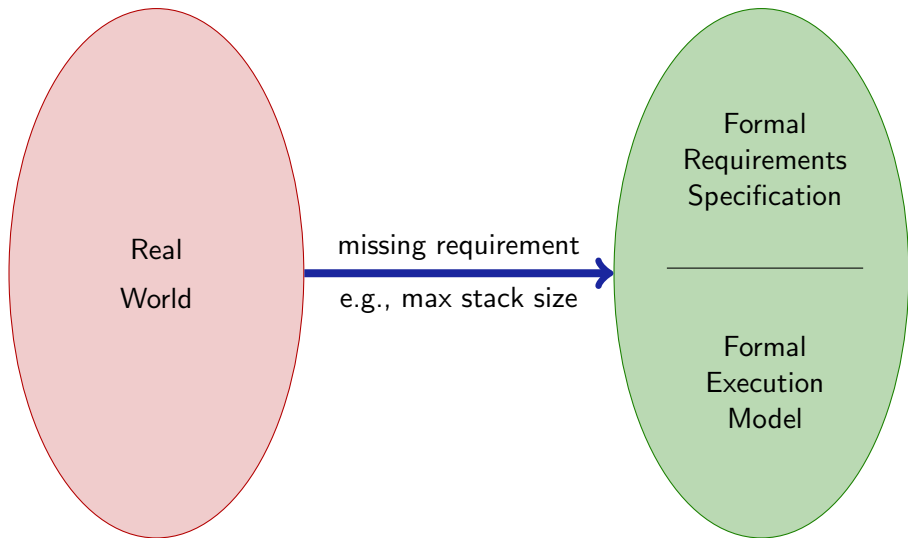 Real
World
missing requirement
e.g., max stack size
Formal
Requirements
Specification
Formal
Execution
Model